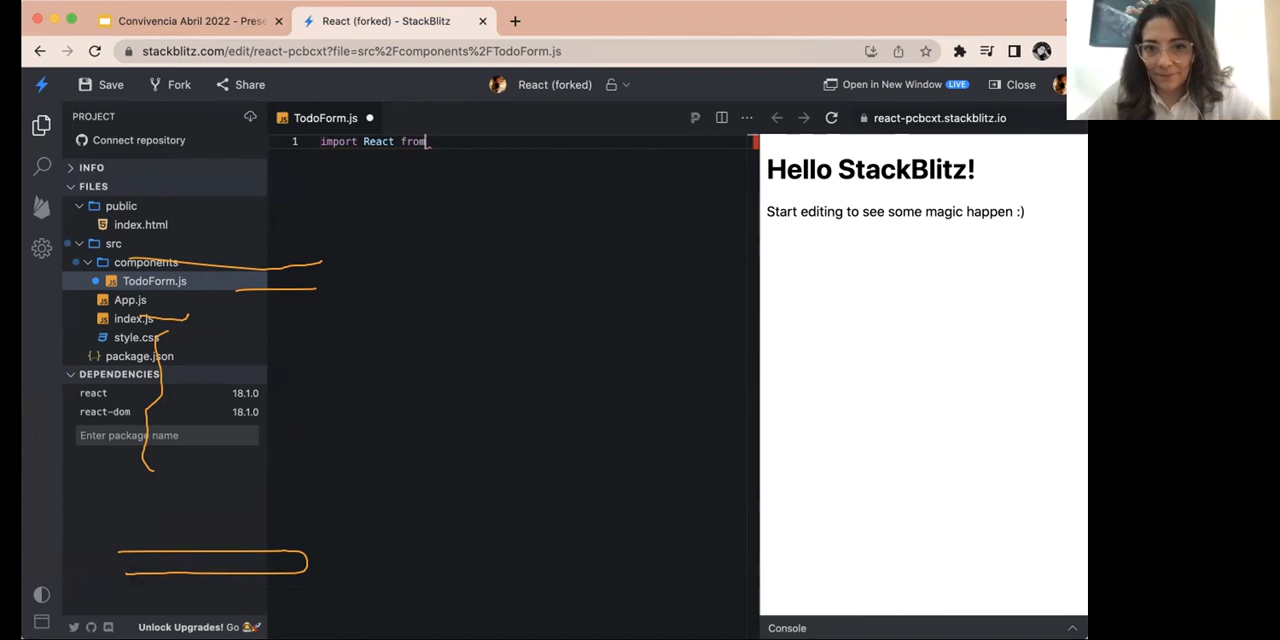 Convivencia Abril 2022 - Prese
React (forked) - StackBlitz
stackblitz.com/edit/react-pcbcxt?file=src%2Fcomponents%2FTodoForm.js
Save
Fork
Share
React (forked)
Open in New Window LIVE
Close
PROJECT
Connect repository
INFO
FILES
public
index.html
src
components
TodoForm.js
App.js
index.js
style.css
package.json
DEPENDENCIES
react 18.1.0
react-dom 18.1.0
Enter package name
Unlock Upgrades! Go
TodoForm.js
1 import React from
react-pcbcxt.stackblitz.io
Hello StackBlitz!
Start editing to see some magic happen :)
Console